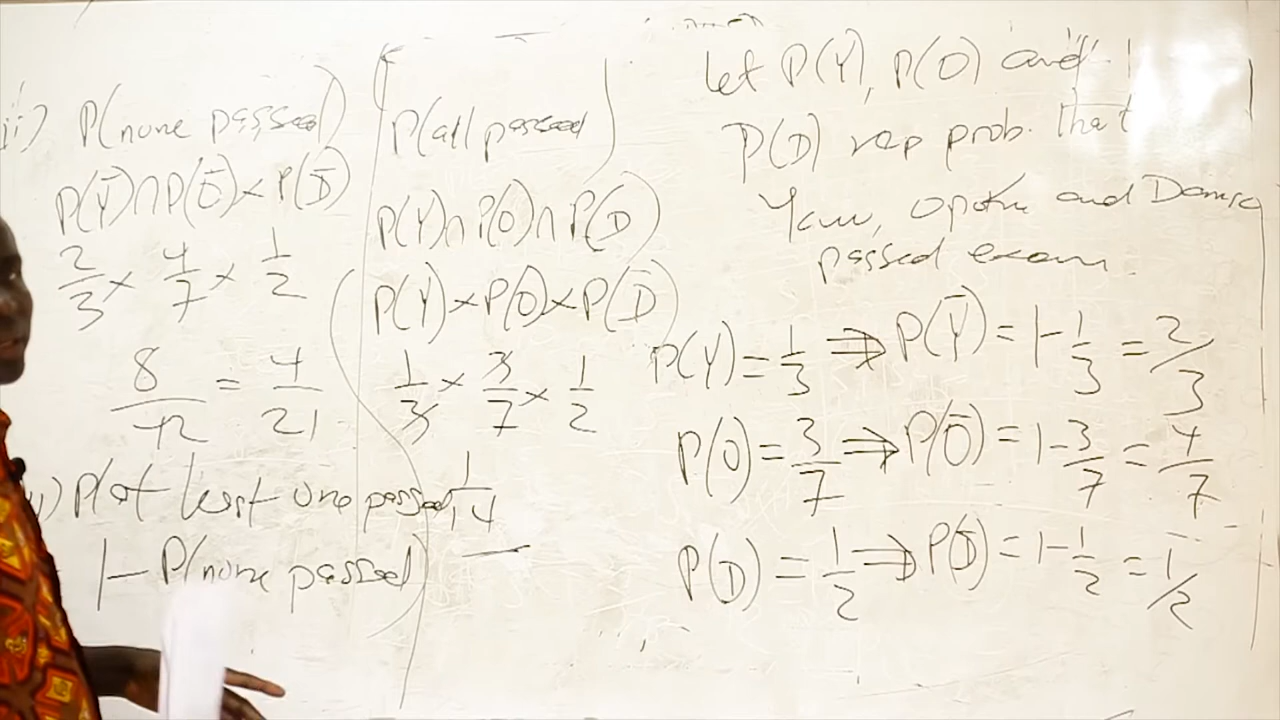 Let P(Y), P(O) and
P(D) rep prob. that
Yaw, Opoku and
passed exam.
P(Y) = 1/3 ⇒ P(Ȳ) = 1 - 1/3 = 2/3
P(O) = 3/7 ⇒ P(Ō) = 1 - 3/7 = 4/7
P(D) = 1/2 ⇒ P(D̄) = 1 - 1/2 = 1/2
P(all passed)
P(Y) ∩ P(O) ∩ P(D)
P(Y) × P(O) × P(D)
1/3 × 3/7 × 1/2
1/14
ii) P(none passed)
P(Ȳ) ∩ P(Ō) × P(D̄)
2/3 × 4/7 × 1/2
8/42 = 4/21
P(at least one passed)
1 - P(none passed)